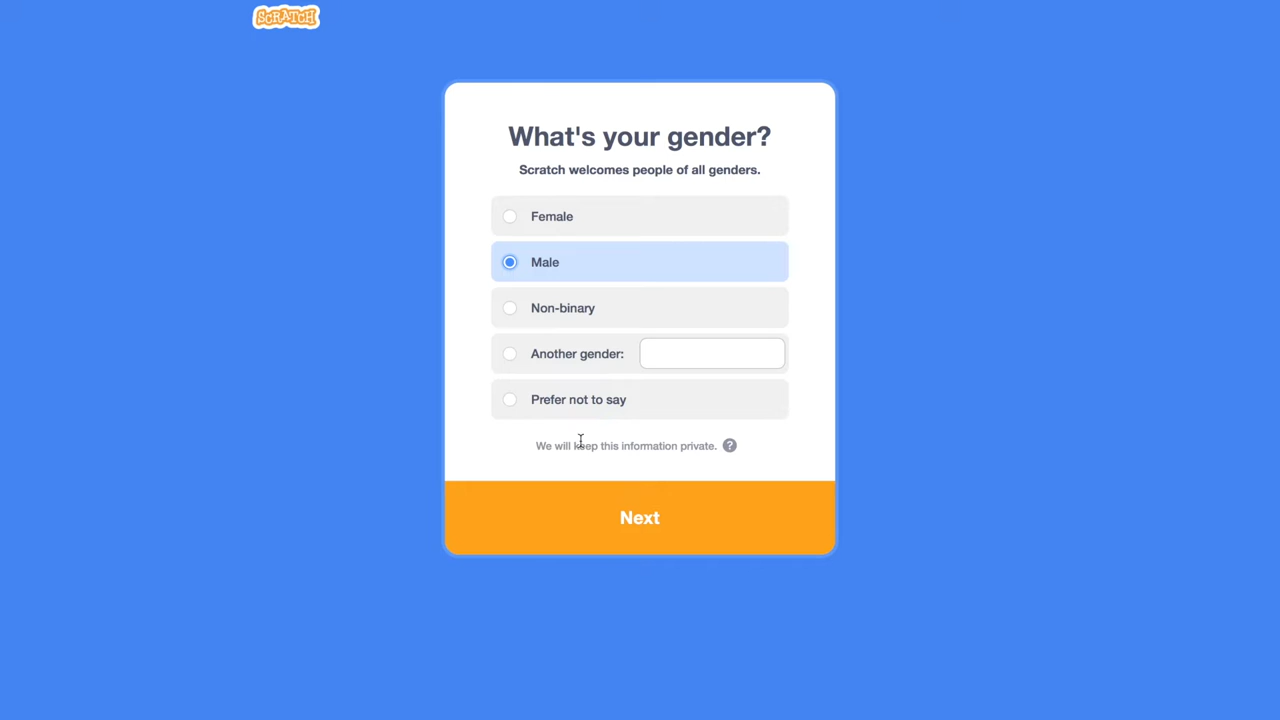 SCRATCH
What's your gender?
Scratch welcomes people of all genders.
Female
Male
Non-binary
Another gender:
Prefer not to say
We will keep this information private. ?
Next